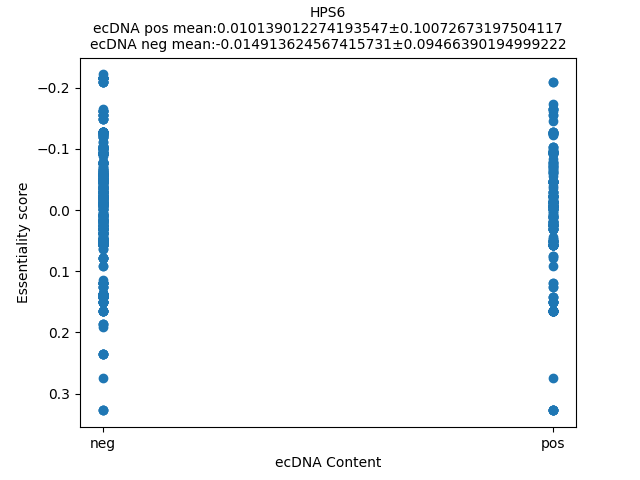 HPS6
ecDNA pos mean:0.010139012274193547±0.10072673197504117
ecDNA neg mean:-0.014913624567415731±0.09466390194999222
−0.2
−0.1
0.0
0.1
0.2
0.3
Essentiality score
neg
pos
ecDNA Content